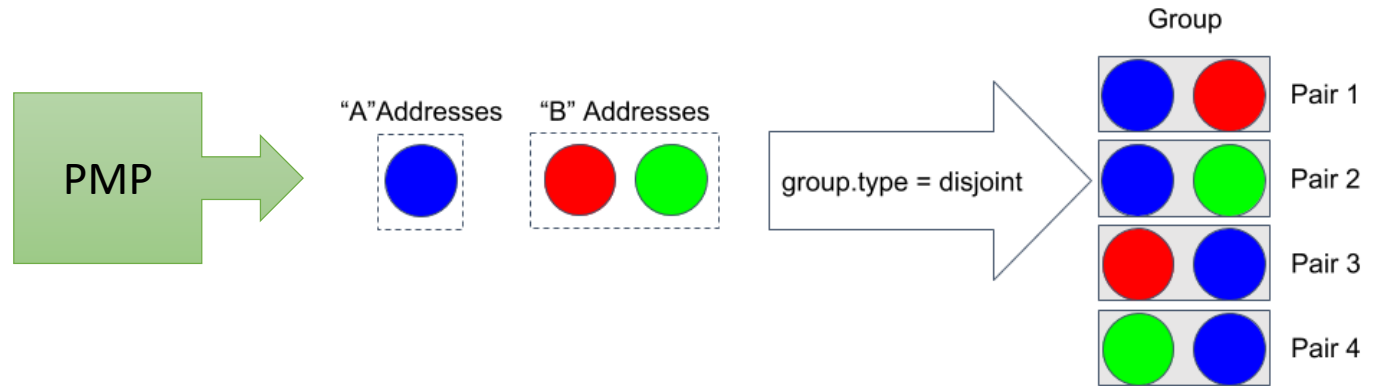 Group
PMP
“A”Addresses
“B” Addresses
group.type = disjoint
Pair 1
Pair 2
Pair 3
Pair 4